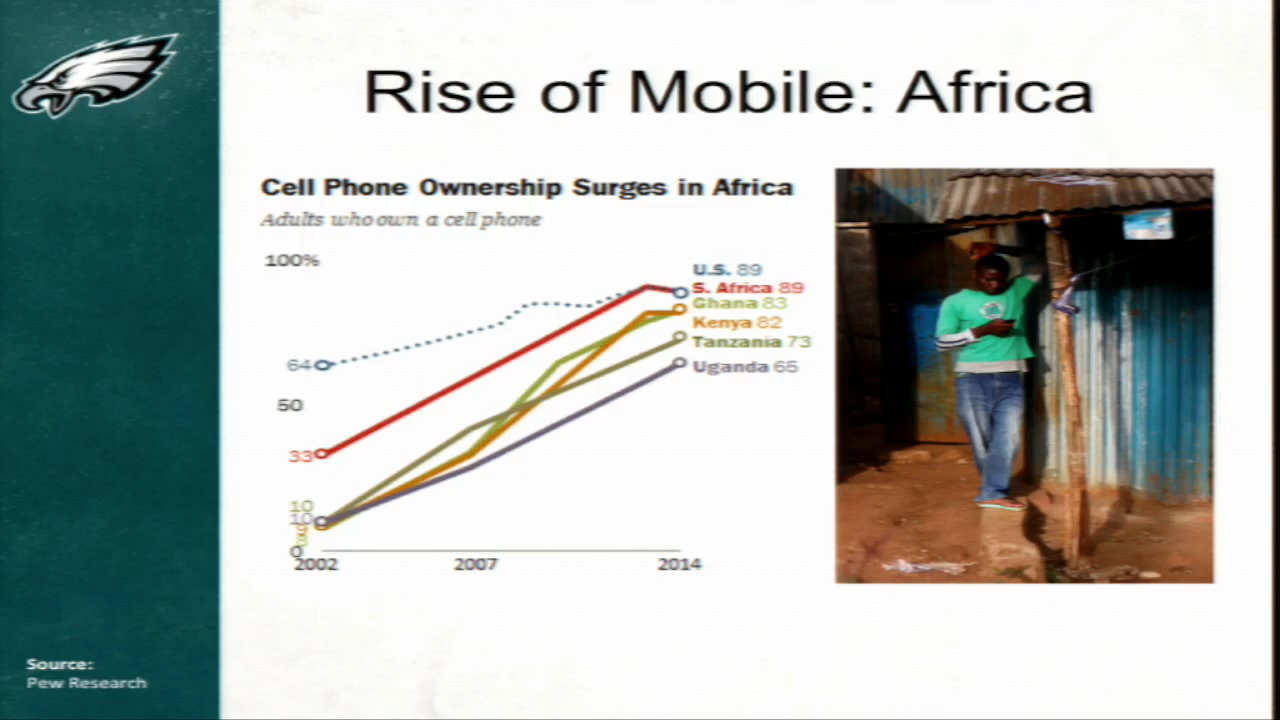 Rise of Mobile: Africa
Cell Phone Ownership Surges in Africa
Adults who own a cell phone
100%
U.S. 89
S. Africa 89
Ghana 83
Kenya 82
Tanzania 73
Uganda 65
64
50
33
10
10
0
2002 2007 2014
Source:
Pew Research